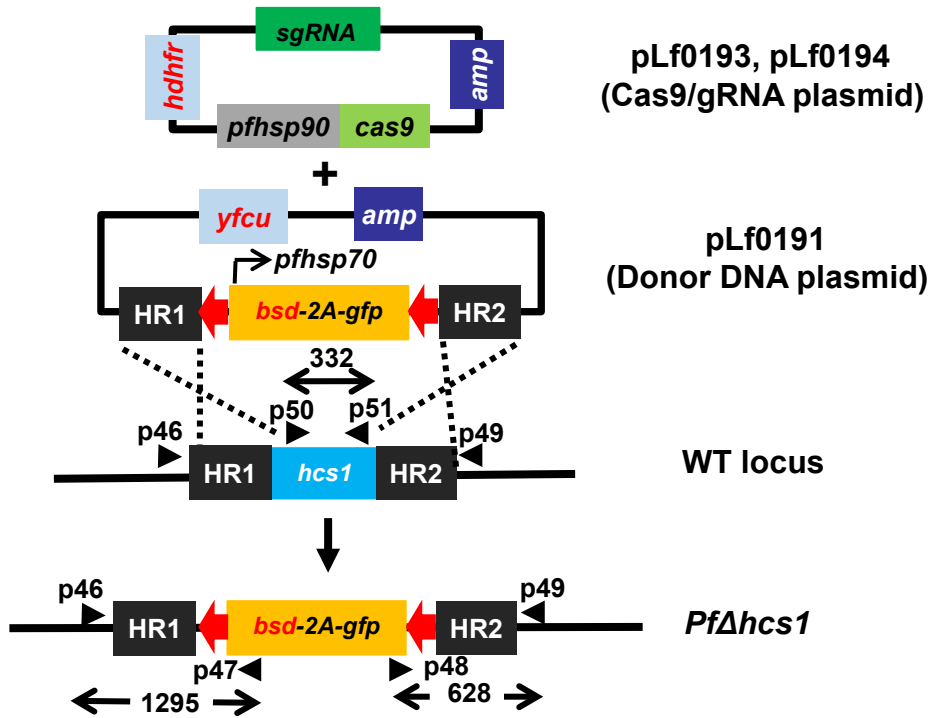 sgRNA
hdhfr
amp
pfhsp90
cas9
pLf0193, pLf0194
(Cas9/gRNA plasmid)
+
yfcu
amp
pfhsp70
HR1
bsd-2A-gfp
HR2
pLf0191
(Donor DNA plasmid)
332
p50
p51
p46
p49
HR1
hcs1
HR2
WT locus
p46
p49
HR1
bsd-2A-gfp
HR2
PfΔhcs1
p47
p48
1295
628